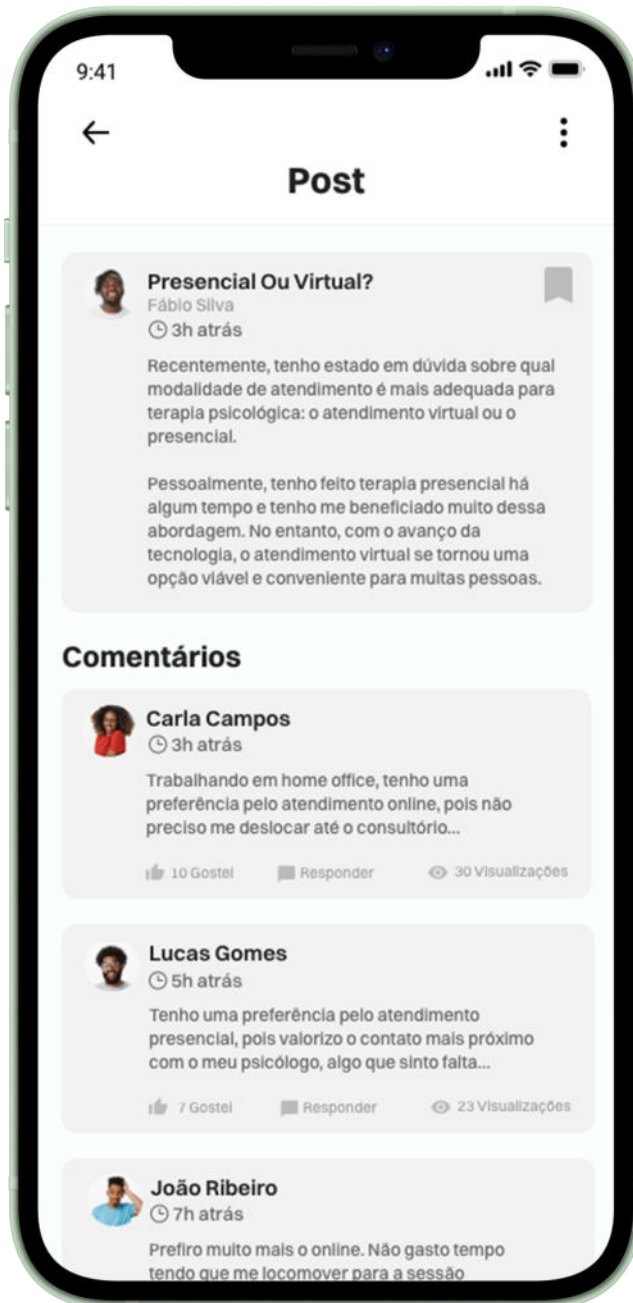 9:41
Post
Presencial Ou Virtual?
Fábio Silva
3h atrás
Recentemente, tenho estado em dúvida sobre qual
modalidade de atendimento é mais adequada para
terapia psicológica: o atendimento virtual ou o
presencial.
Pessoalmente, tenho feito terapia presencial há
algum tempo e tenho me beneficiado muito dessa
abordagem. No entanto, com o avanço da
tecnologia, o atendimento virtual se tornou uma
opção viável e conveniente para muitas pessoas.
Comentários
Carla Campos
3h atrás
Trabalhando em home office, tenho uma
preferência pelo atendimento online, pois não
preciso me deslocar até o consultório...
10 Gostei Responder 30 Visualizações
Lucas Gomes
5h atrás
Tenho uma preferência pelo atendimento
presencial, pois valorizo o contato mais próximo
com o meu psicólogo, algo que sinto falta...
7 Gostei Responder 23 Visualizações
João Ribeiro
7h atrás
Prefiro muito mais o online. Não gasto tempo
tendo que me locomover para a sessão